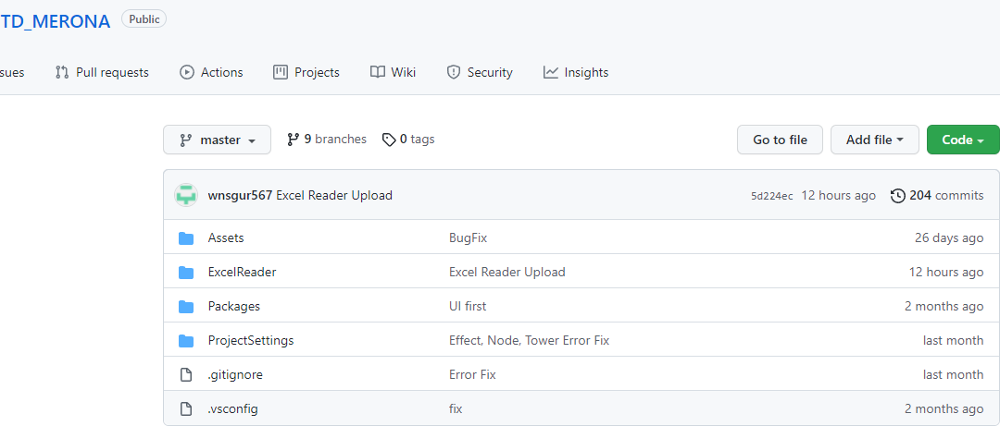 TD_MERONA Public
sues Pull requests Actions Projects Wiki Security Insights
master 9 branches 0 tags Go to file Add file Code
wnsgur567 Excel Reader Upload 5d224ec 12 hours ago 204 commits
Assets BugFix 26 days ago
ExcelReader Excel Reader Upload 12 hours ago
Packages UI first 2 months ago
ProjectSettings Effect, Node, Tower Error Fix last month
.gitignore Error Fix last month
.vsconfig fix 2 months ago